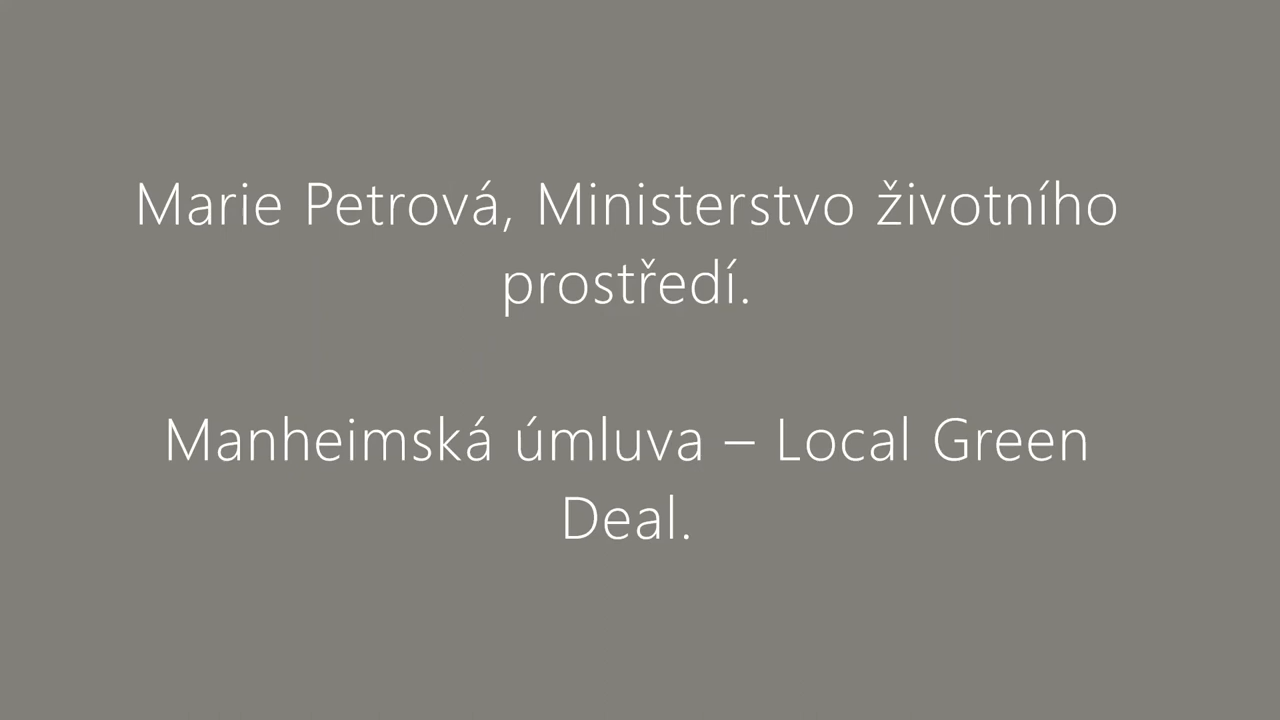 Marie Petrová, Ministerstvo životního
prostředí.
Manheimská úmluva – Local Green
Deal.